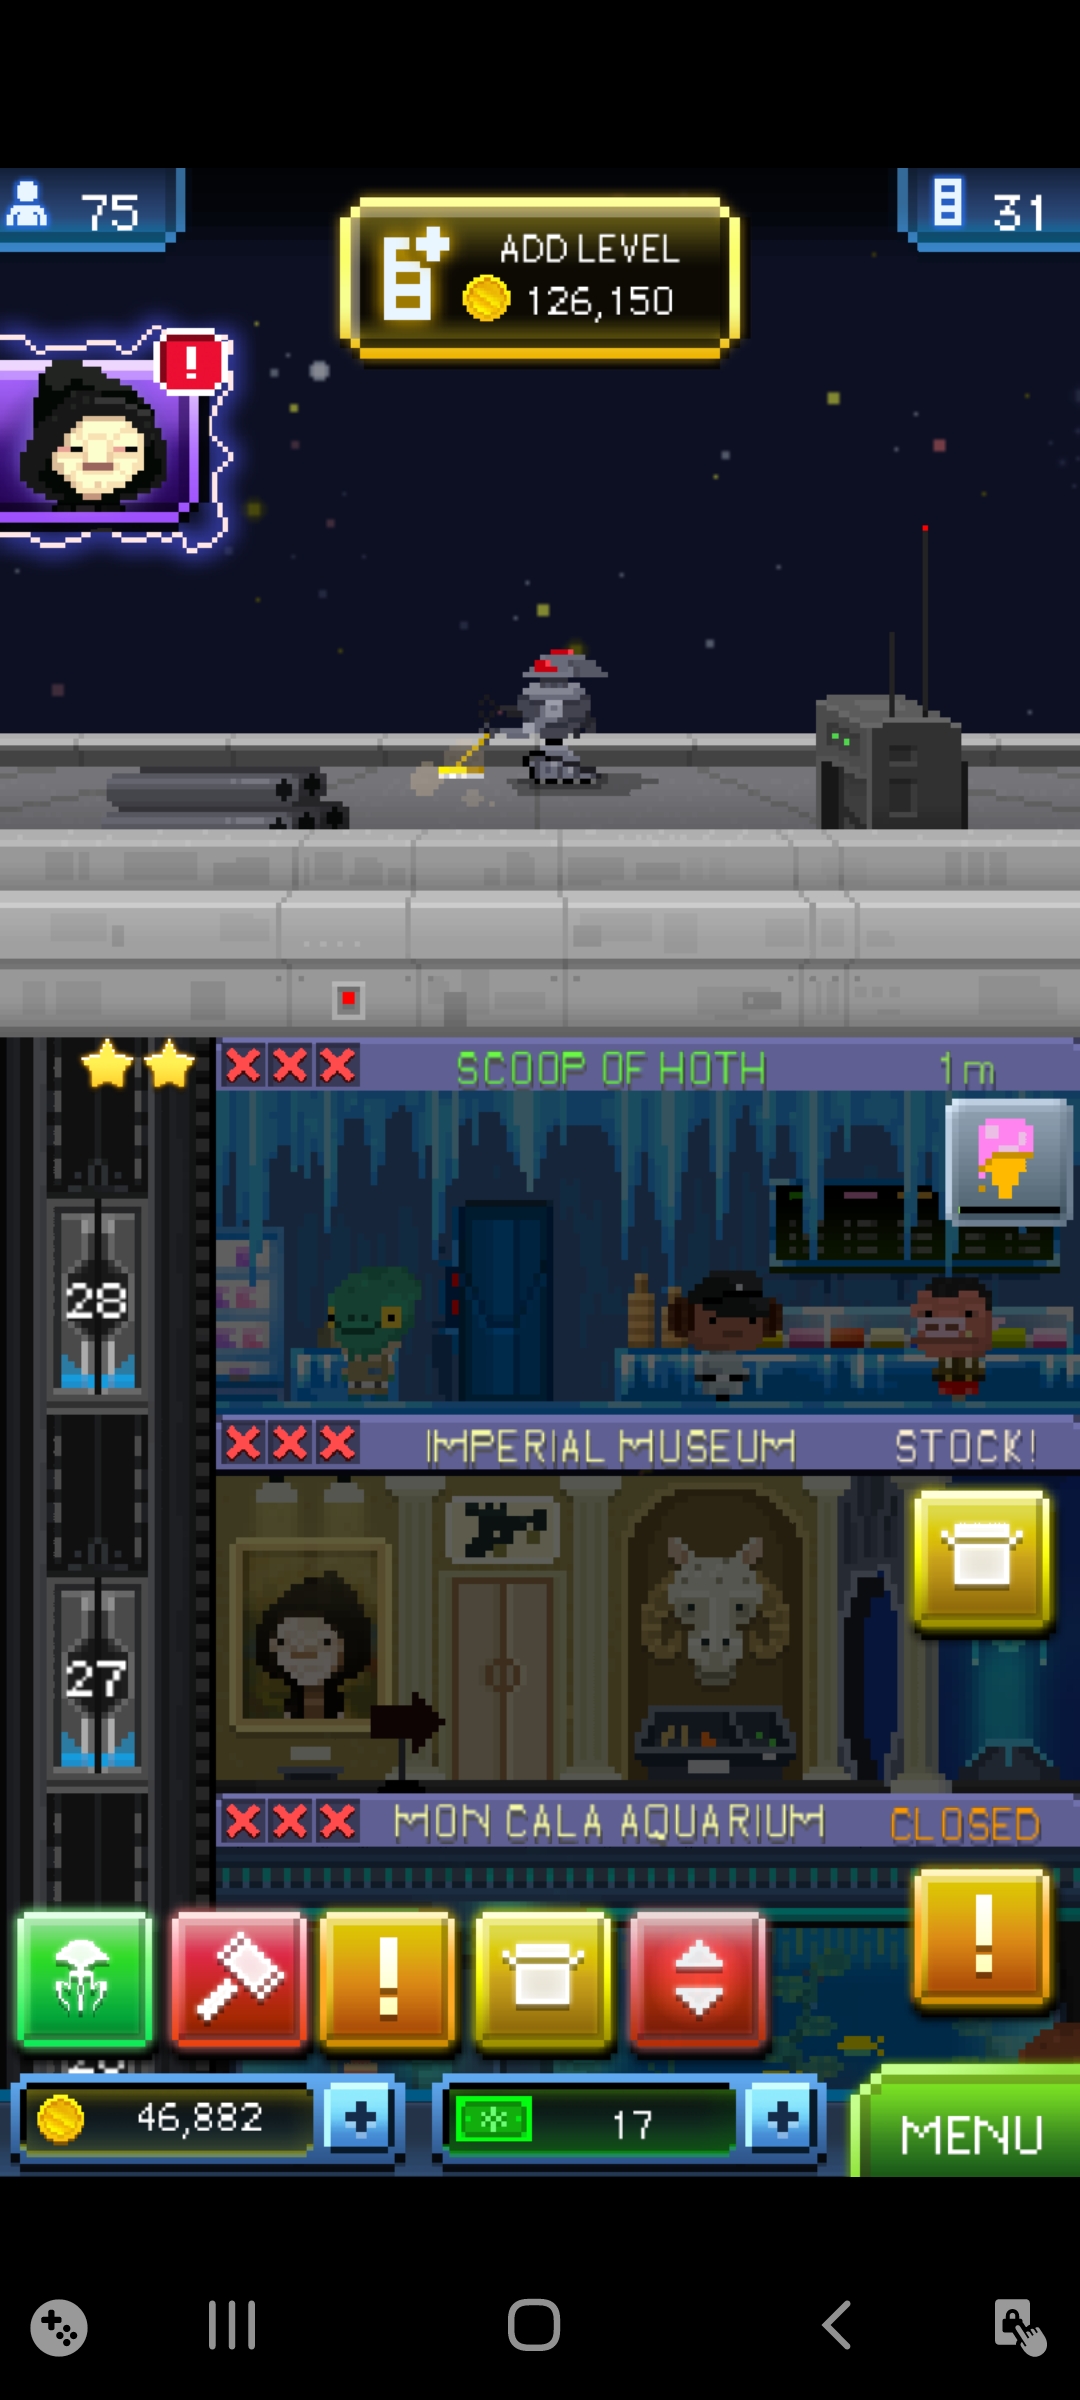 75
ADD LEVEL
126,150
31
!
SCOOP OF HOTH
1m
28
IMPERIAL MUSEUM
STOCK!
27
MON CALA AQUARIUM
CLOSED
!
!
46,882
17
MENU